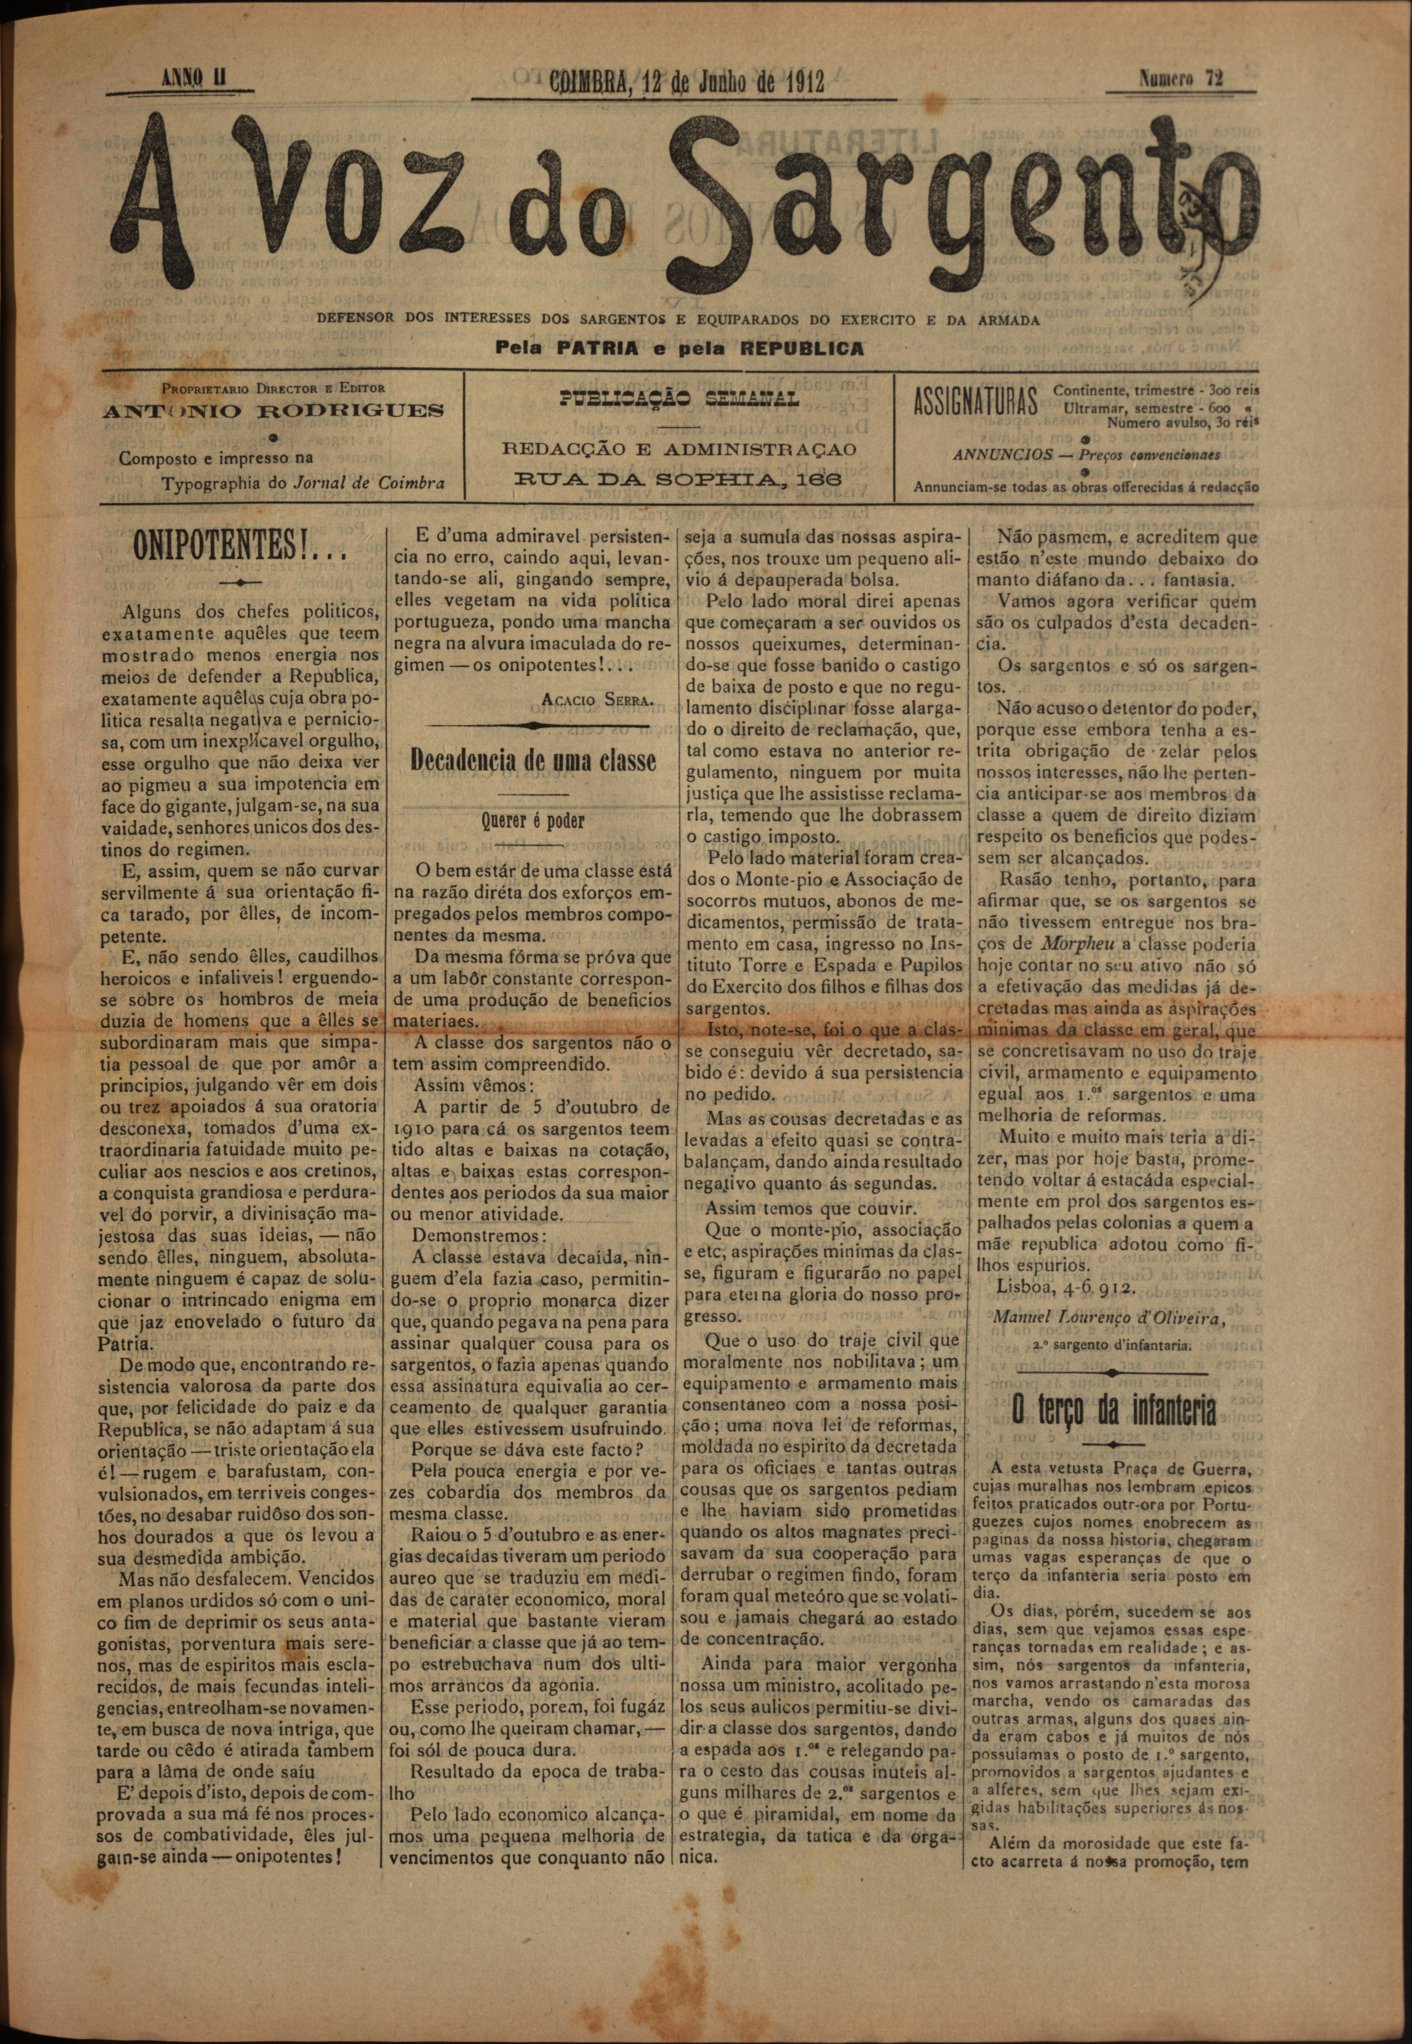 ANNO II
COIMBRA, 12 de Junho de 1912
Numero 72
A Voz do Sargento
DEFENSOR DOS INTERESSES DOS SARGENTOS E EQUIPARADOS DO EXERCITO E DA ARMADA
Pela PATRIA e pela REPUBLICA
PROPRIETARIO DIRECTOR E EDITOR
ANTONIO RODRIGUES
Composto e impresso na
Typographia do Jornal de Coimbra
PUBLICAÇÃO SEMANAL
REDACÇÃO E ADMINISTRAÇAO
RUA DA SOPHIA, 166
ASSIGNATURAS
Continente, trimestre - 300 reis
Ultramar, semestre - 600 «
Numero avulso, 30 réis
ANNUNCIOS — Preços convencionaes
Annunciam-se todas as obras offerecidas á redacção
ONIPOTENTES!...
Alguns dos chefes politicos,
exatamente aquêles que teem
mostrado menos energia nos
meios de defender a Republica,
exatamente aquêles cuja obra po-
litica resalta negativa e pernicio-
sa, com um inexplicavel orgulho,
esse orgulho que não deixa ver
ao pigmeu a sua impotencia em
face do gigante, julgam-se, na sua
vaidade, senhores unicos dos des-
tinos do regimen.
E, assim, quem se não curvar
servilmente á sua orientação fi-
ca tarado, por êlles, de incom-
petente.
E, não sendo êlles, caudilhos
heroicos e infaliveis! erguendo-
se sobre os hombros de meia
duzia de homens que a êlles se
subordinaram mais que simpa-
tia pessoal de que por amôr a
principios, julgando vêr em dois
ou trez apoiados á sua oratoria
desconexa, tomados d'uma ex-
traordinaria fatuidade muito pe-
culiar aos nescios e aos cretinos,
a conquista grandiosa e perdura-
vel do porvir, a divinisação ma-
jestosa das suas ideias, — não
sendo êlles, ninguem, absoluta-
mente ninguem é capaz de solu-
cionar o intrincado enigma em
que jaz enovelado o futuro da
Patria.
De modo que, encontrando re-
sistencia valorosa da parte dos
que, por felicidade do paiz e da
Republica, se não adaptam á sua
orientação — triste orientação ela
é! — rugem e barafustam, con-
vulsionados, em terriveis conges-
tões, no desabar ruidôso dos son-
hos dourados a que os levou a
sua desmedida ambição.
Mas não desfalecem. Vencidos
em planos urdidos só com o uni-
co fim de deprimir os seus anta-
gonistas, porventura mais sere-
nos, mas de espiritos mais escla-
recidos, de mais fecundas inteli-
gencias, entreolham-se novamen-
te, em busca de nova intriga, que
tarde ou cêdo é atirada tambem
para a lâma de onde saíu
E' depois d'isto, depois de com-
provada a sua má fé nos proces-
sos de combatividade, êles jul-
gam-se ainda — onipotentes!
E d'uma admiravel persisten-
cia no erro, caindo aqui, levan-
tando-se ali, gingando sempre,
elles vegetam na vida politica
portugueza, pondo uma mancha
negra na alvura imaculada do re-
gimen — os onipotentes!...
ACACIO SERRA.
Decadencia de uma classe
Querer é poder
O bem estár de uma classe está
na razão diréta dos exforços em-
pregados pelos membros compo-
nentes da mesma.
Da mesma fórma se próva que
a um labôr constante correspon-
de uma produção de beneficios
materiaes.
A classe dos sargentos não o
tem assim compreendido.
Assim vêmos:
A partir de 5 d'outubro de
1910 para cá os sargentos teem
tido altas e baixas na cotação,
altas e baixas estas correspon-
dentes aos periodos da sua maior
ou menor atividade.
Demonstremos:
A classe estava decaída, nin-
guem d'ela fazia caso, permitin-
do-se o proprio monarca dizer
que, quando pegava na pena para
assinar qualquer cousa para os
sargentos, o fazia apenas quando
essa assinatura equivalia ao cer-
ceamento de qualquer garantia
que elles estivessem usufruindo.
Porque se dáva este facto?
Pela pouca energia e por ve-
zes cobardia dos membros da
mesma classe.
Raiou o 5 d'outubro e as ener-
gias decaídas tiveram um periodo
aureo que se traduziu em medi-
das de carater economico, moral
e material que bastante vieram
beneficiar a classe que já ao tem-
po estrebuchava num dos ulti-
mos arrancos da agonia.
Esse periodo, porem, foi fugáz
ou, como lhe queiram chamar, —
foi sól de pouca dura.
Resultado da epoca de traba-
lho
Pelo lado economico alcança-
mos uma pequena melhoria de
vencimentos que conquanto não
seja a sumula das nossas aspira-
ções, nos trouxe um pequeno ali-
vio á depauperada bolsa.
Pelo lado moral direi apenas
que começaram a ser ouvidos os
nossos queixumes, determinan-
do-se que fosse banido o castigo
de baixa de posto e que no regu-
lamento disciplinar fosse alarga-
do o direito de reclamação, que,
tal como estava no anterior re-
gulamento, ninguem por muita
justiça que lhe assistisse reclama-
rla, temendo que lhe dobrassem
o castigo imposto.
Pelo lado material foram crea-
dos o Monte-pio e Associação de
socorros mutuos, abonos de me-
dicamentos, permissão de trata-
mento em casa, ingresso no Ins-
tituto Torre e Espada e Pupilos
do Exercito dos filhos e filhas dos
sargentos.
Isto, note-se, foi o que a clas-
se conseguiu vêr decretado, sa-
bido é: devido á sua persistencia
no pedido.
Mas as cousas decretadas e as
levadas a efeito quasi se contra-
balançam, dando ainda resultado
negativo quanto ás segundas.
Assim temos que couvir.
Que o monte-pio, associação
e etc, aspirações minimas da clas-
se, figuram e figurarão no papel
para eterna gloria do nosso pro-
gresso.
Que o uso do traje civil que
moralmente nos nobilitava; um
equipamento e armamento mais
consentaneo com a nossa posi-
ção; uma nova lei de reformas,
moldada no espirito da decretada
para os oficiaes e tantas outras
cousas que os sargentos pediam
e lhe haviam sido prometidas
quando os altos magnates preci-
savam da sua cooperação para
derrubar o regimen findo, foram
foram qual meteóro que se volati-
sou e jamais chegará ao estado
de concentração.
Ainda para maior vergonha
nossa um ministro, acolitado pe-
los seus aulicos permitiu-se divi-
dir a classe dos sargentos, dando
a espada aos 1.os e relegando pa-
ra o cesto das cousas inuteis al-
guns milhares de 2.os sargentos e
o que é piramidal, em nome da
estrategia, da tatica e da orga-
nica.
Não pasmem, e acreditem que
estão n'este mundo debaixo do
manto diáfano da... fantasia.
Vamos agora verificar quem
são os culpados d'esta decaden-
cia.
Os sargentos e só os sargen-
tos.
Não acuso o detentor do poder,
porque esse embora tenha a es-
trita obrigação de zelar pelos
nossos interesses, não lhe perten-
cia anticipar-se aos membros da
classe a quem de direito diziam
respeito os beneficios que podes-
sem ser alcançados.
Rasão tenho, portanto, para
afirmar que, se os sargentos se
não tivessem entregue nos bra-
ços de Morpheu a classe poderia
hoje contar no seu ativo não só
a efetivação das medidas já de-
cretadas mas ainda as aspirações
minimas da classe em geral, que
se concretisavam no uso do traje
civil, armamento e equipamento
egual aos 1.os sargentos e uma
melhoria de reformas.
Muito e muito mais teria a di-
zer, mas por hoje basta, prome-
tendo voltar á estacáda especial-
mente em prol dos sargentos es-
palhados pelas colonias a quem a
mãe republica adotou como fi-
lhos espurios.
Lisboa, 4-6 912.
Manuel Lourenço d'Oliveira,
2.º sargento d'infantaria.
O terço da infanteria
A esta vetusta Praça de Guerra,
cujas muralhas nos lembram epicos
feitos praticados outr-ora por Portu-
guezes cujos nomes enobrecem as
paginas da nossa historia, chegaram
umas vagas esperanças de que o
terço da infanteria seria posto em
dia.
Os dias, porém, sucedem se aos
dias, sem que vejamos essas espe-
ranças tornadas em realidade; e as-
sim, nós sargentos da infanteria,
nos vamos arrastando n'esta morosa
marcha, vendo os camaradas das
outras armas, alguns dos quaes ain-
da eram cabos e já muitos de nós
possuiamos o posto de 1.º sargento,
promovidos a sargentos ajudantes e
a alferes, sem que lhes sejam exi-
gidas habilitações superiores ás nos-
sas.
Além da morosidade que este fa-
cto acarreta á nossa promoção, tem